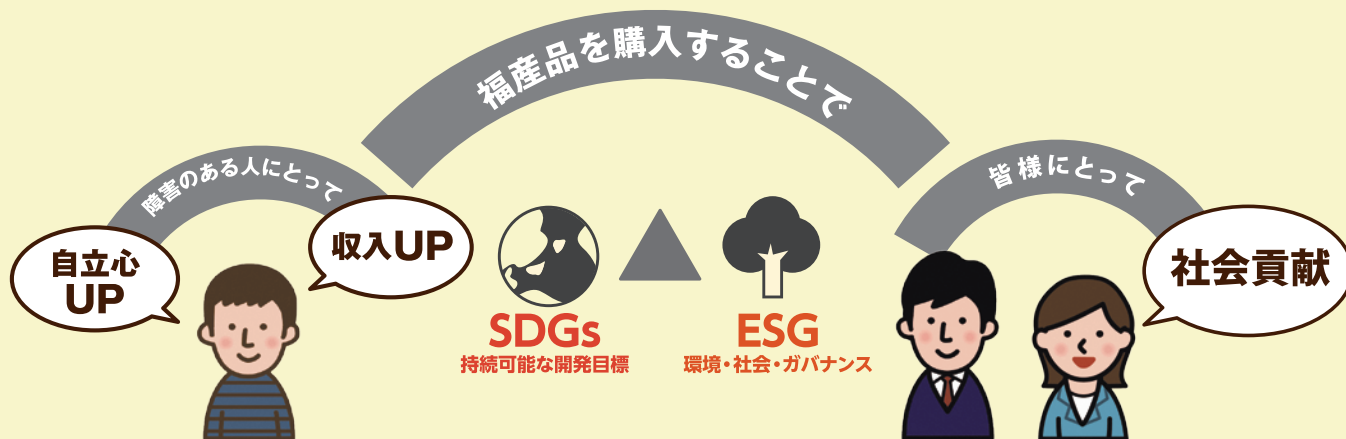 福産品を購入することで
障害のある人にとって
自立心
UP
収入UP
SDGs
持続可能な開発目標
ESG
環境・社会・ガバナンス
皆様にとって
社会貢献